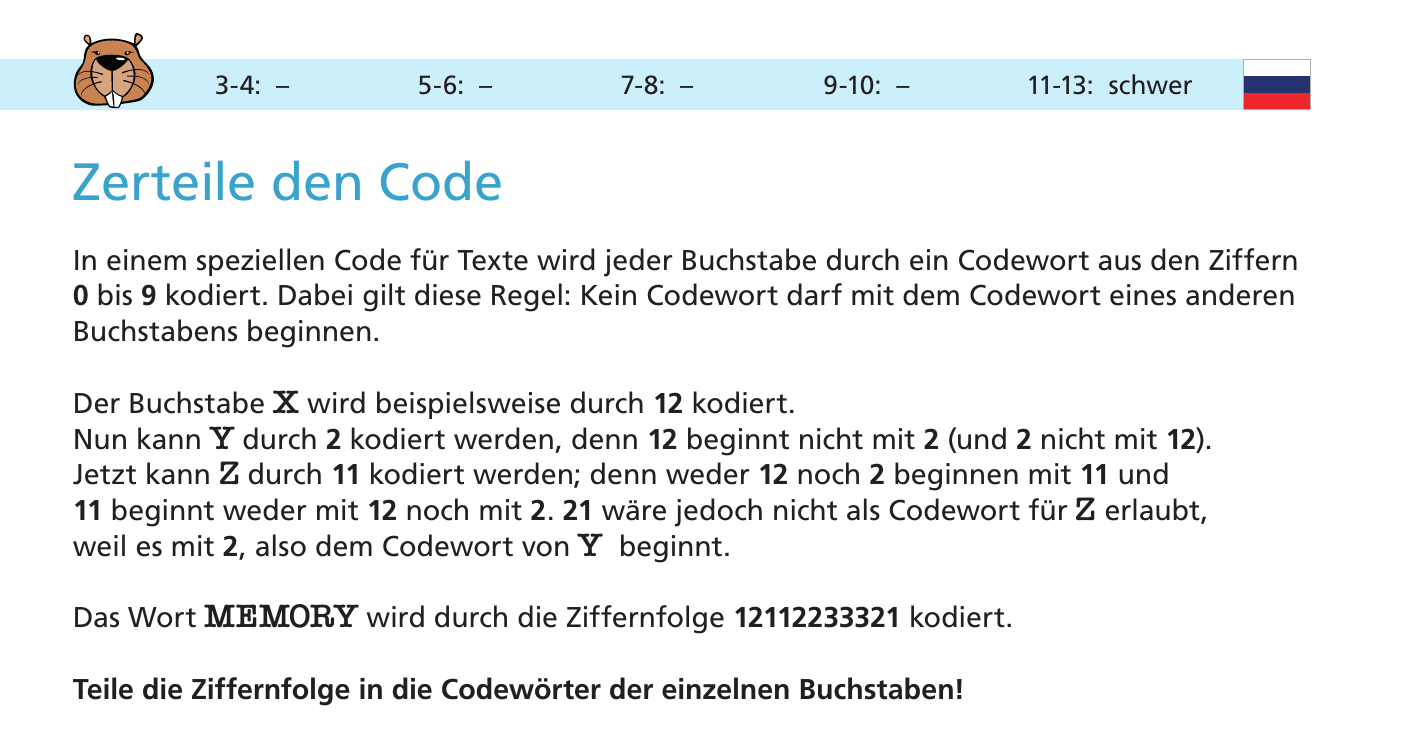 3-4: – 5-6: – 7-8: – 9-10: – 11-13: schwer
Zerteile den Code
In einem speziellen Code für Texte wird jeder Buchstabe durch ein Codewort aus den Ziffern
0 bis 9 kodiert. Dabei gilt diese Regel: Kein Codewort darf mit dem Codewort eines anderen
Buchstabens beginnen.
Der Buchstabe X wird beispielsweise durch 12 kodiert.
Nun kann Y durch 2 kodiert werden, denn 12 beginnt nicht mit 2 (und 2 nicht mit 12).
Jetzt kann Z durch 11 kodiert werden; denn weder 12 noch 2 beginnen mit 11 und
11 beginnt weder mit 12 noch mit 2. 21 wäre jedoch nicht als Codewort für Z erlaubt,
weil es mit 2, also dem Codewort von Y beginnt.
Das Wort MEMORY wird durch die Ziffernfolge 12112233321 kodiert.
Teile die Ziffernfolge in die Codewörter der einzelnen Buchstaben!